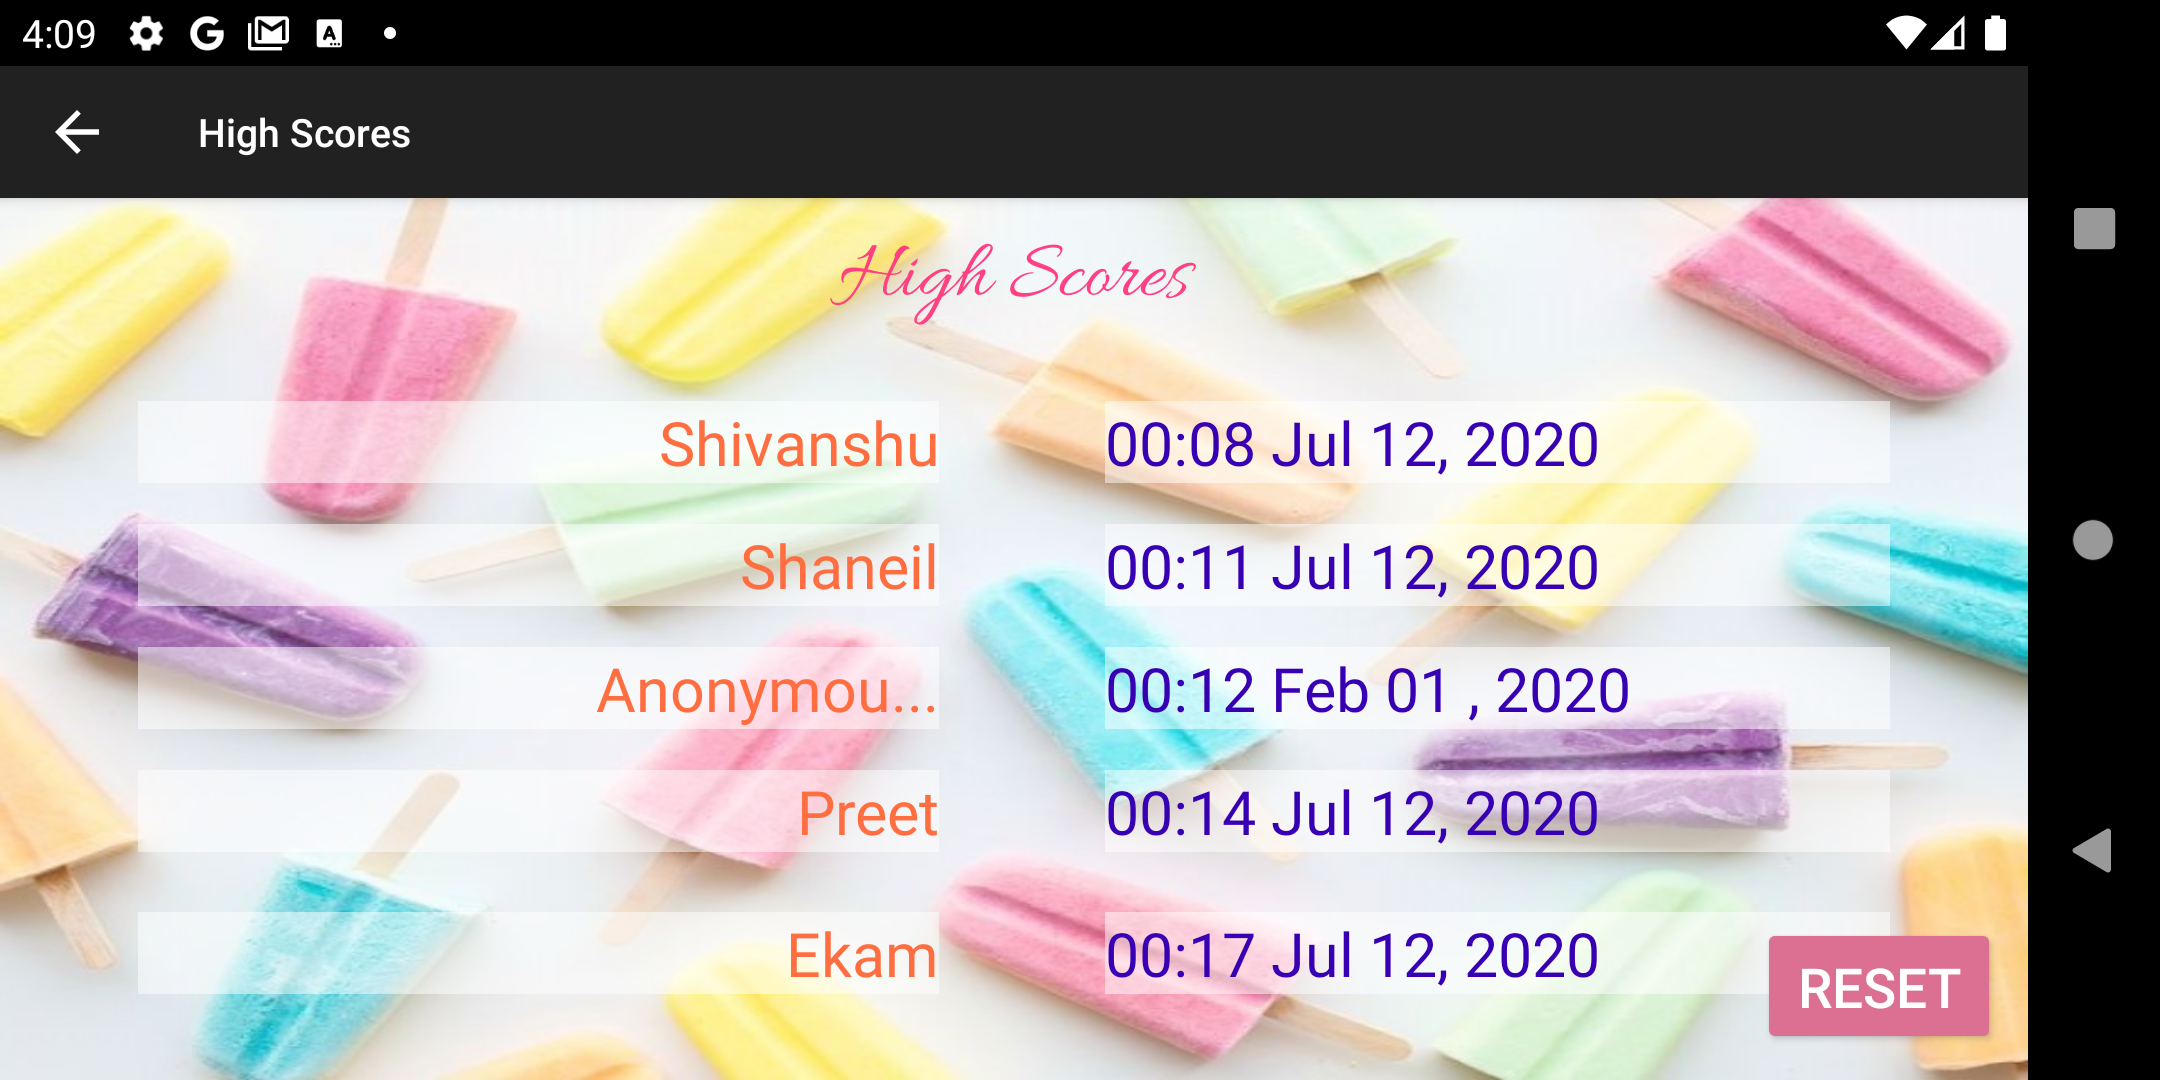 4:09
High Scores
High Scores
Shivanshu 00:08 Jul 12, 2020
Shaneil 00:11 Jul 12, 2020
Anonymou... 00:12 Feb 01 , 2020
Preet 00:14 Jul 12, 2020
Ekam 00:17 Jul 12, 2020
RESET